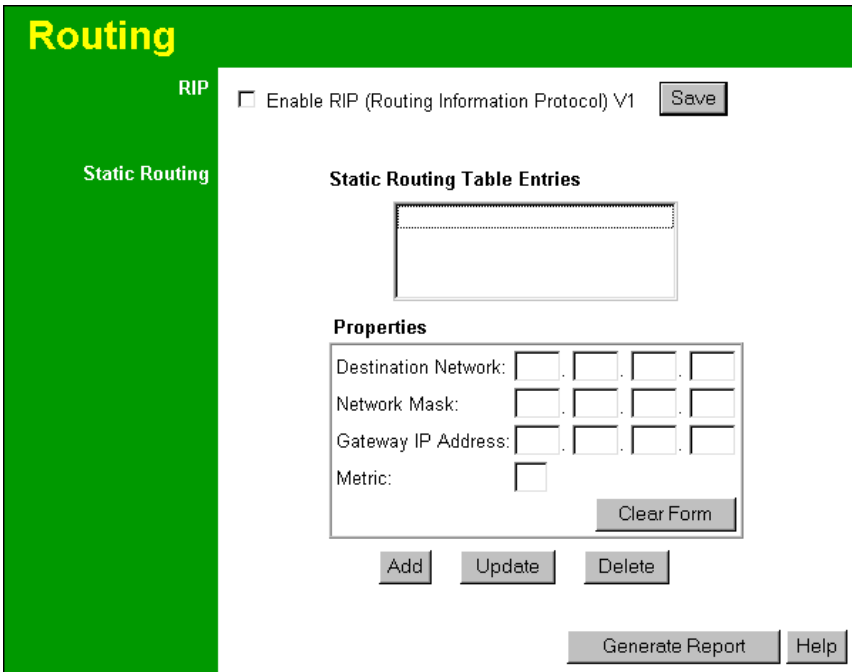 Routing
RIP
Enable RIP (Routing Information Protocol) V1 Save
Static Routing
Static Routing Table Entries
Properties
Destination Network: . . .
Network Mask: . . .
Gateway IP Address: . . .
Metric:
Clear Form
Add Update Delete
Generate Report Help